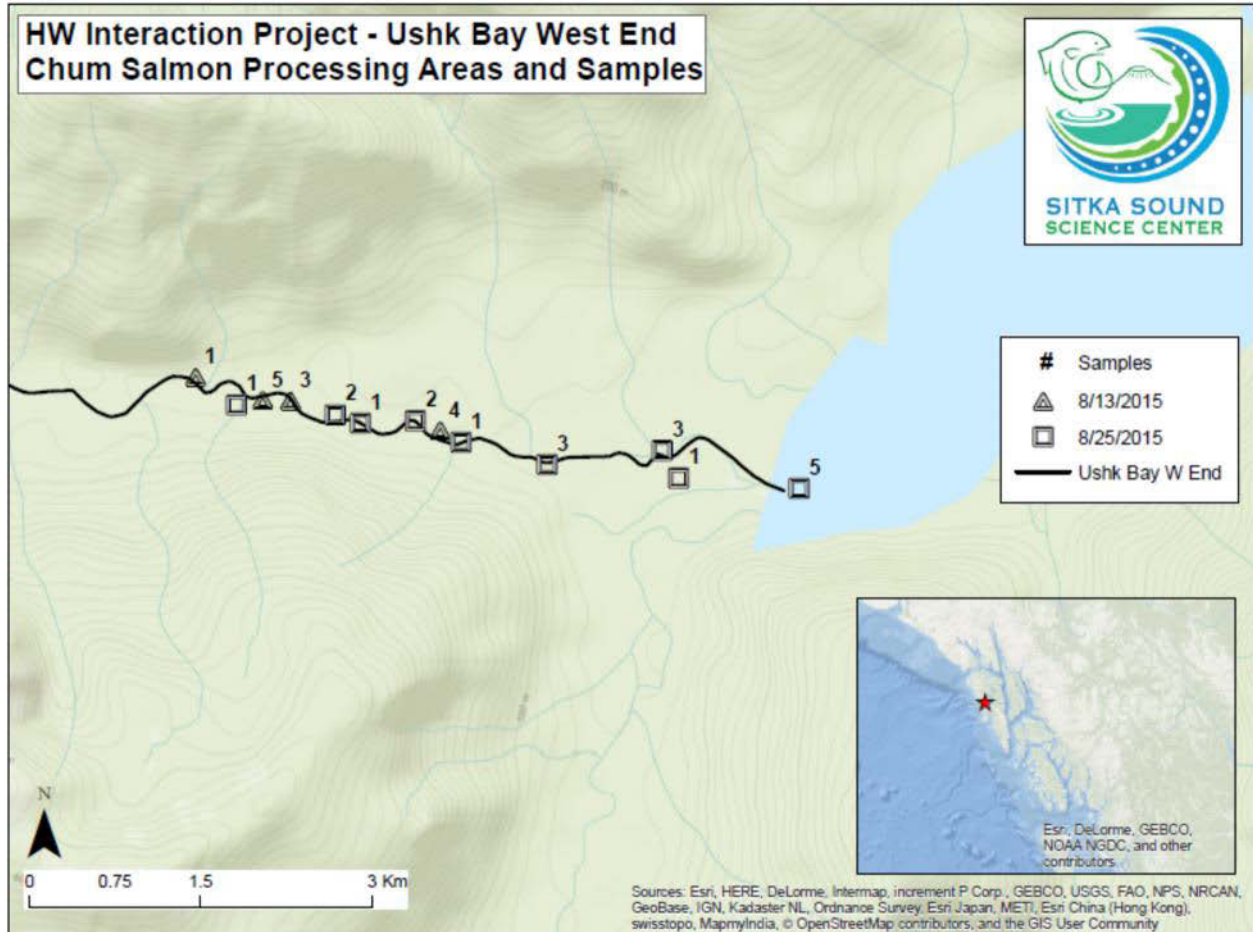 HW Interaction Project - Ushk Bay West End
Chum Salmon Processing Areas and Samples
SITKA SOUND
SCIENCE CENTER
# Samples
8/13/2015
8/25/2015
Ushk Bay W End
1
1
5
3
2
1
2
4
1
3
3
1
5
N
0 0.75 1.5 3 Km
Esri, DeLorme, GEBCO,
NOAA NGDC, and other
contributors
Sources: Esri, HERE, DeLorme, Intermap, increment P Corp., GEBCO, USGS, FAO, NPS, NRCAN,
GeoBase, IGN, Kadaster NL, Ordnance Survey, Esri Japan, METI, Esri China (Hong Kong),
swisstopo, MapmyIndia, © OpenStreetMap contributors, and the GIS User Community